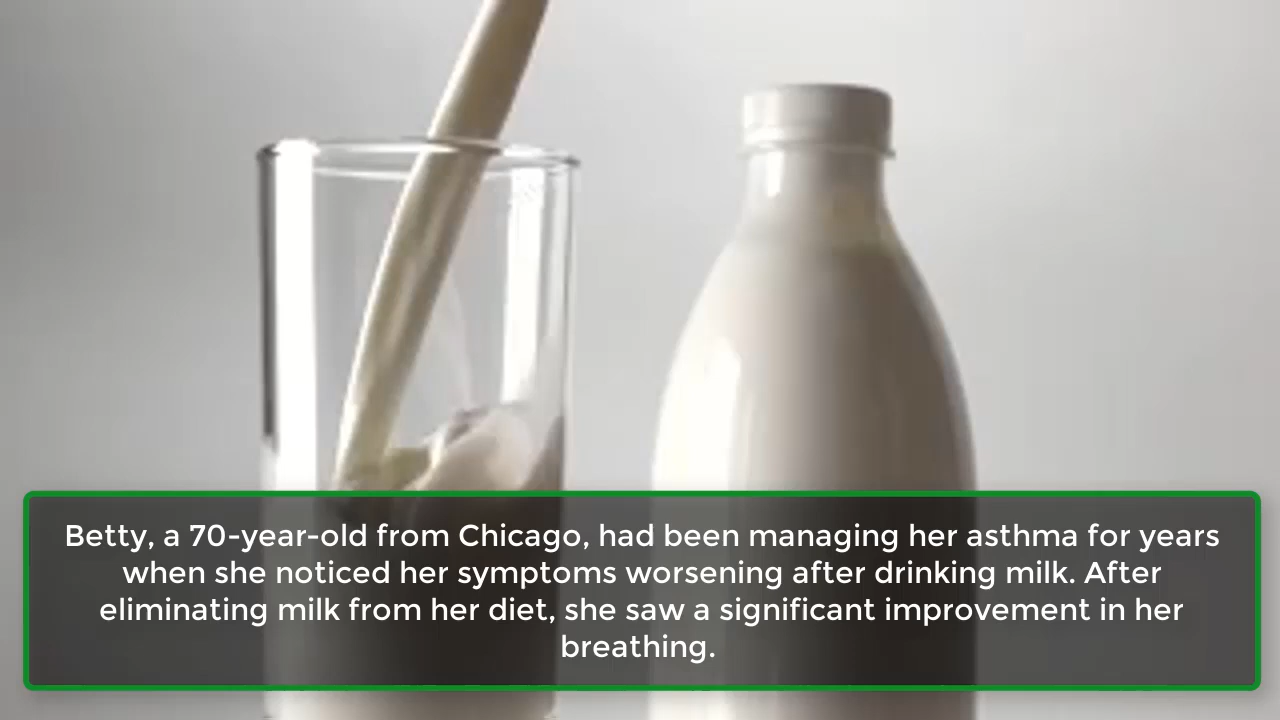 Betty, a 70-year-old from Chicago, had been managing her asthma for years
when she noticed her symptoms worsening after drinking milk. After
eliminating milk from her diet, she saw a significant improvement in her
breathing.